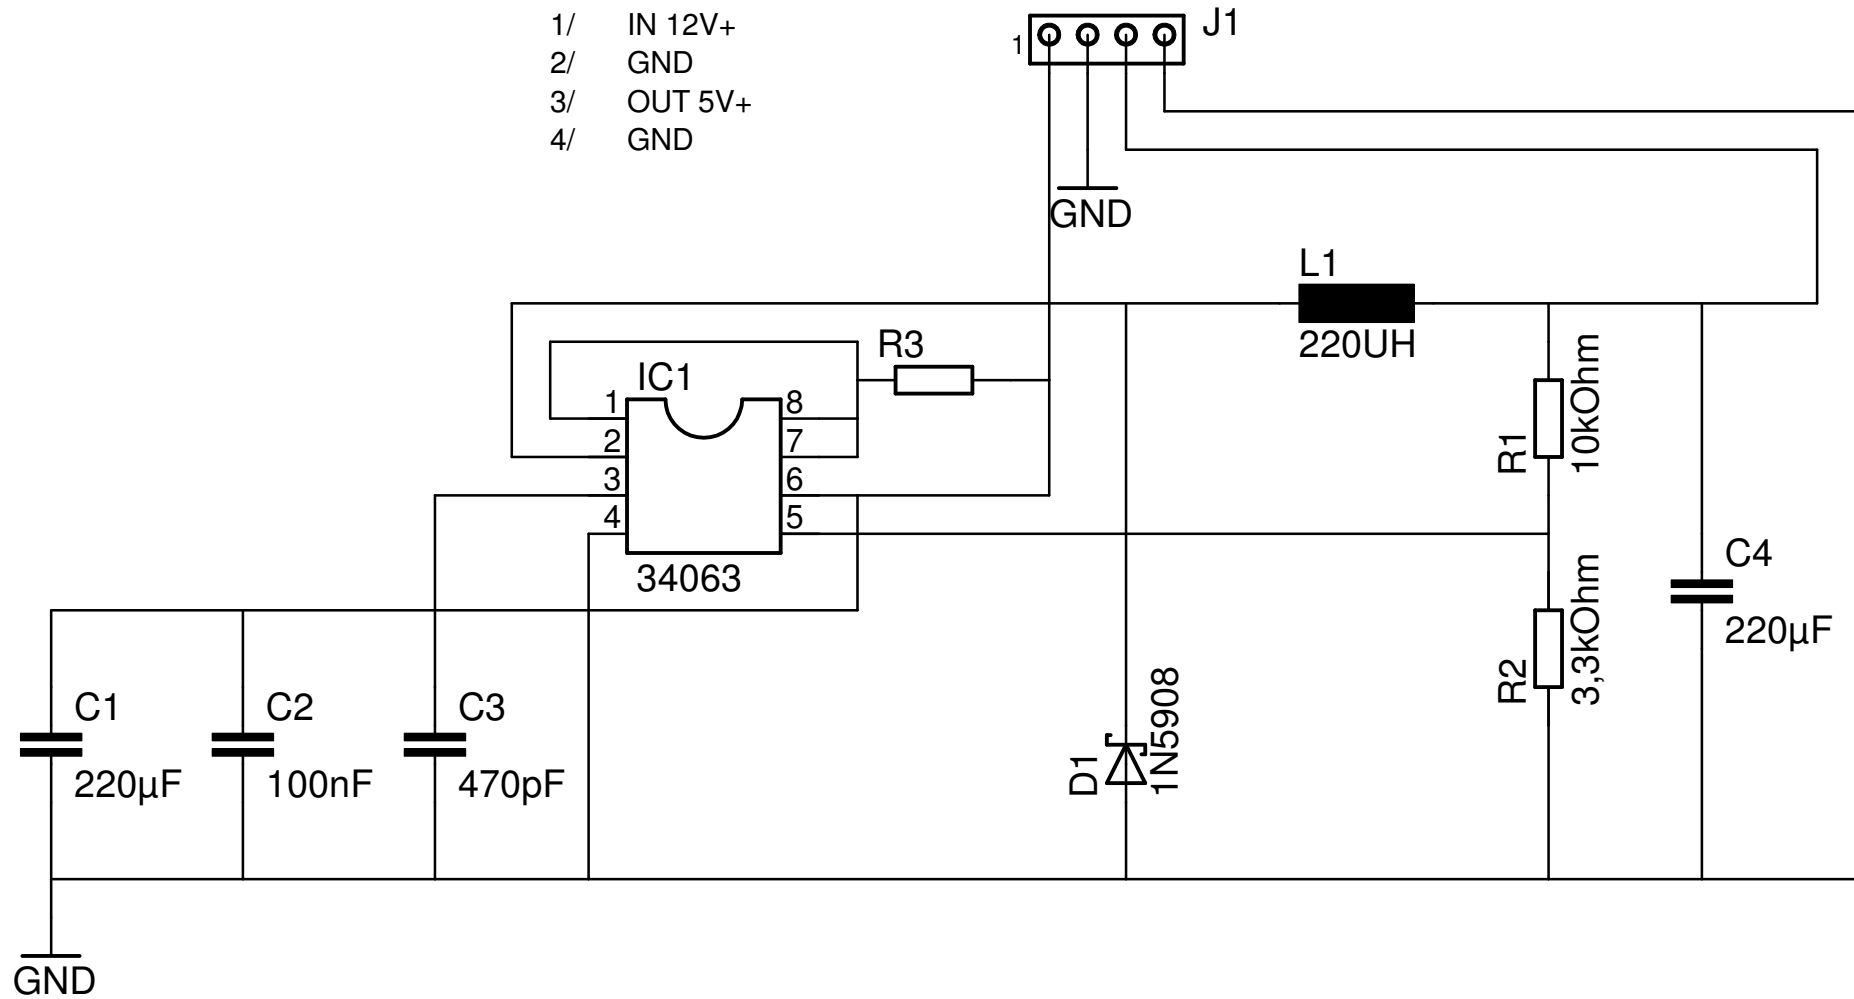 1/ IN 12V+
2/ GND
3/ OUT 5V+
4/ GND
1
J1
GND
L1
220UH
R3
IC1
1
2
3
4
8
7
6
5
34063
R1
10kOhm
R2
3,3kOhm
C4
220µF
C1
220µF
C2
100nF
C3
470pF
D1
1N5908
GND